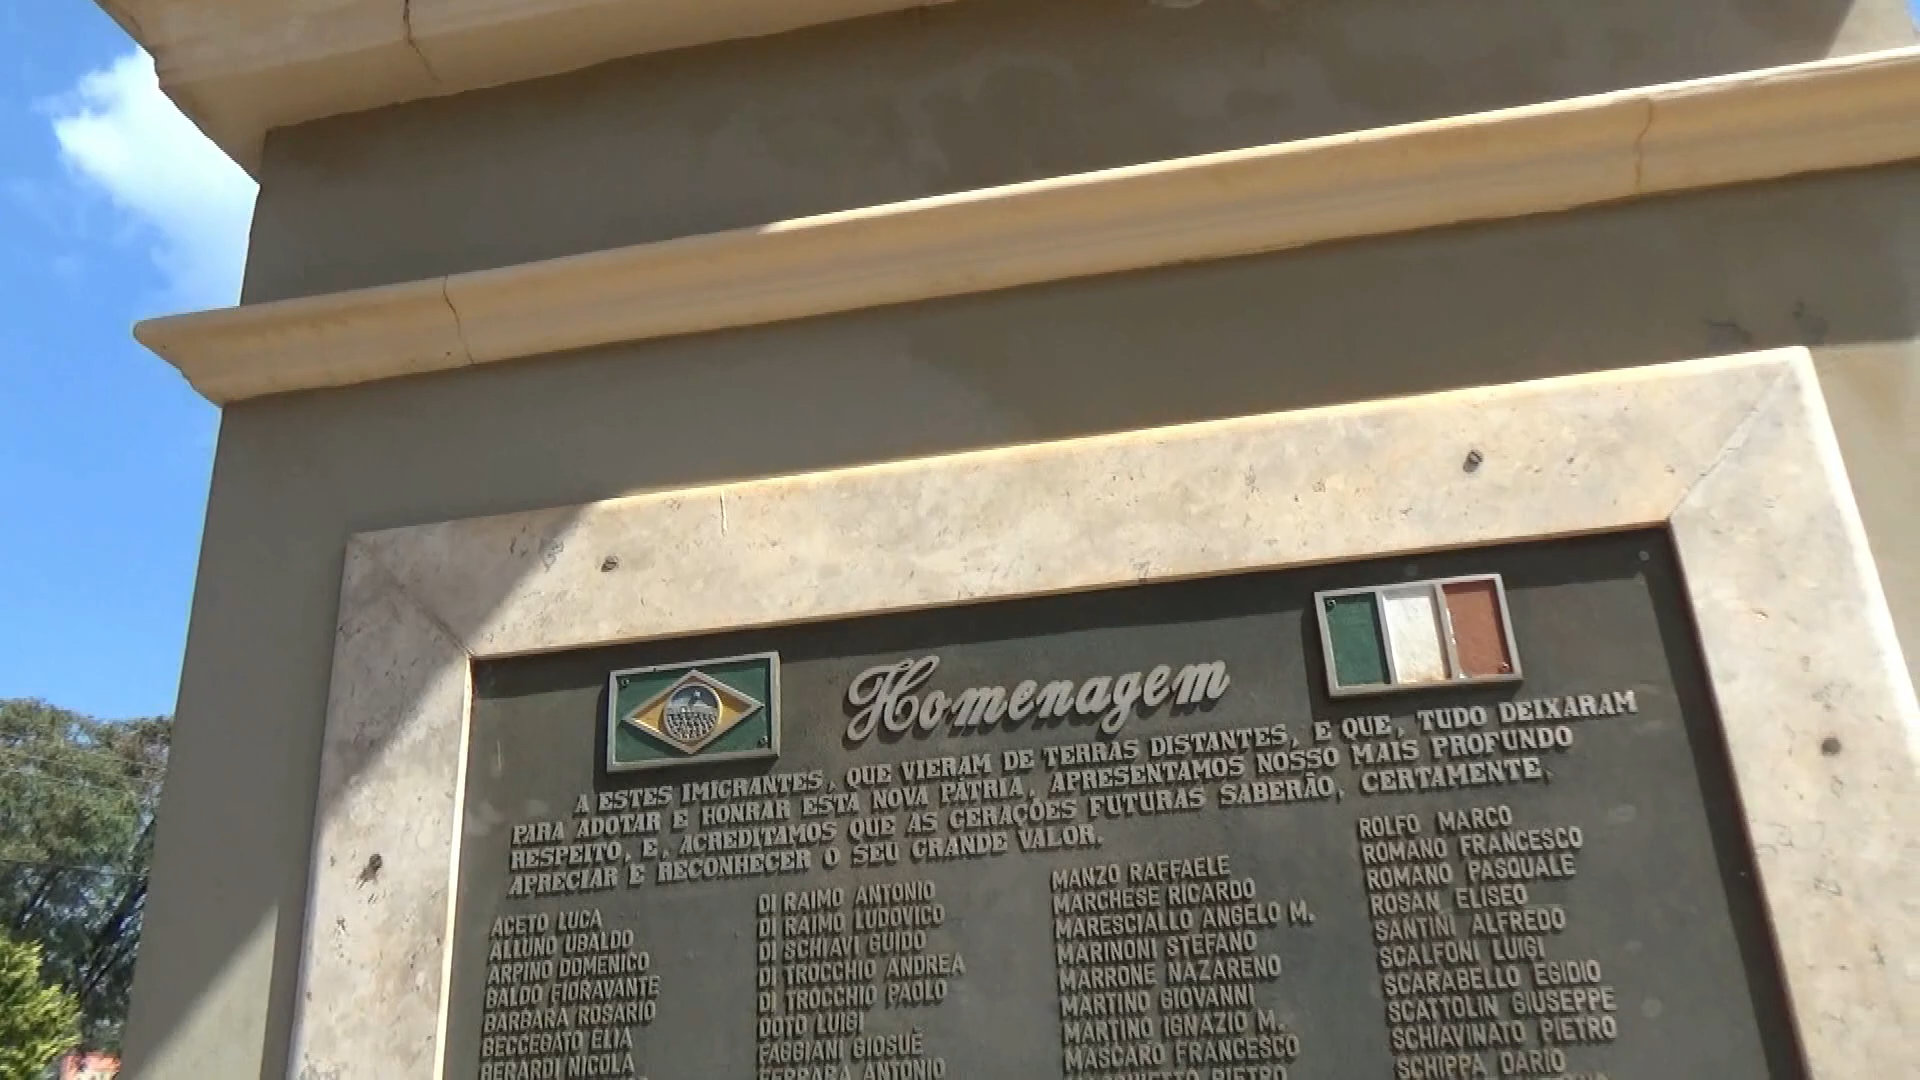 Homenagem
A ESTES IMIGRANTES, QUE VIERAM DE TERRAS DISTANTES, E QUE, TUDO DEIXARAM
PARA ADOTAR E HONRAR ESTA NOVA PÁTRIA, APRESENTAMOS NOSSO MAIS PROFUNDO
RESPEITO, E, ACREDITAMOS QUE AS GERAÇÕES FUTURAS SABERÃO, CERTAMENTE,
APRECIAR E RECONHECER O SEU GRANDE VALOR.
ACETO LUCA
ALLUNO UBALDO
ARPINO DOMENICO
BALDO FIORAVANTE
BARBARA ROSARIO
BECCEGATO ELIA
BERARDI NICOLA
DI RAIMO ANTONIO
DI RAIMO LUDOVICO
DI SCHIAVI GUIDO
DI TROCCHIO ANDREA
DI TROCCHIO PAOLO
DOTO LUIGI
FAGGIANI GIOSUÈ
FERRARA ANTONIO
MANZO RAFFAELE
MARCHESE RICARDO
MARESCIALLO ANGELO M.
MARINONI STEFANO
MARRONE NAZARENO
MARTINO GIOVANNI
MARTINO IGNAZIO M.
MASCARO FRANCESCO
PIETRO
ROLFO MARCO
ROMANO FRANCESCO
ROMANO PASQUALE
ROSAN ELISEO
SANTINI ALFREDO
SCALFONI LUIGI
SCARABELLO EGIDIO
SCATTOLIN GIUSEPPE
SCHIAVINATO PIETRO
SCHIPPA DARIO